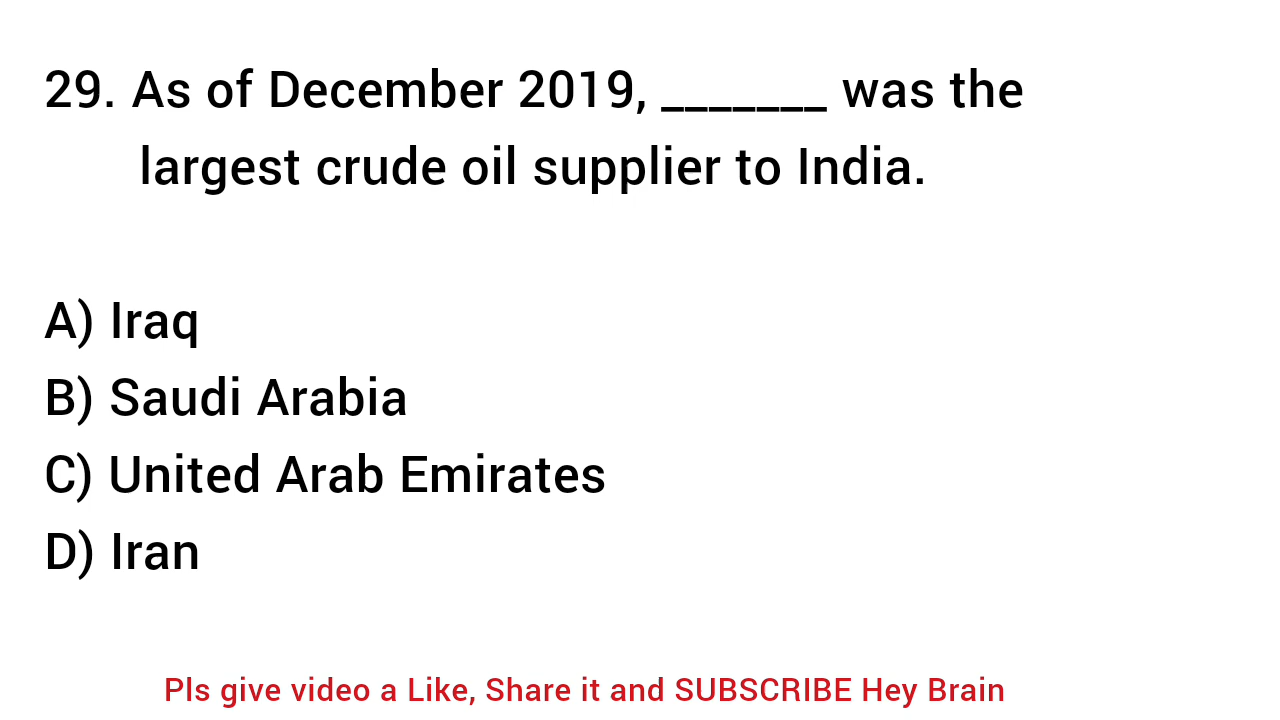 29. As of December 2019, _______ was the
largest crude oil supplier to India.
A) Iraq
B) Saudi Arabia
C) United Arab Emirates
D) Iran
Pls give video a Like, Share it and SUBSCRIBE Hey Brain